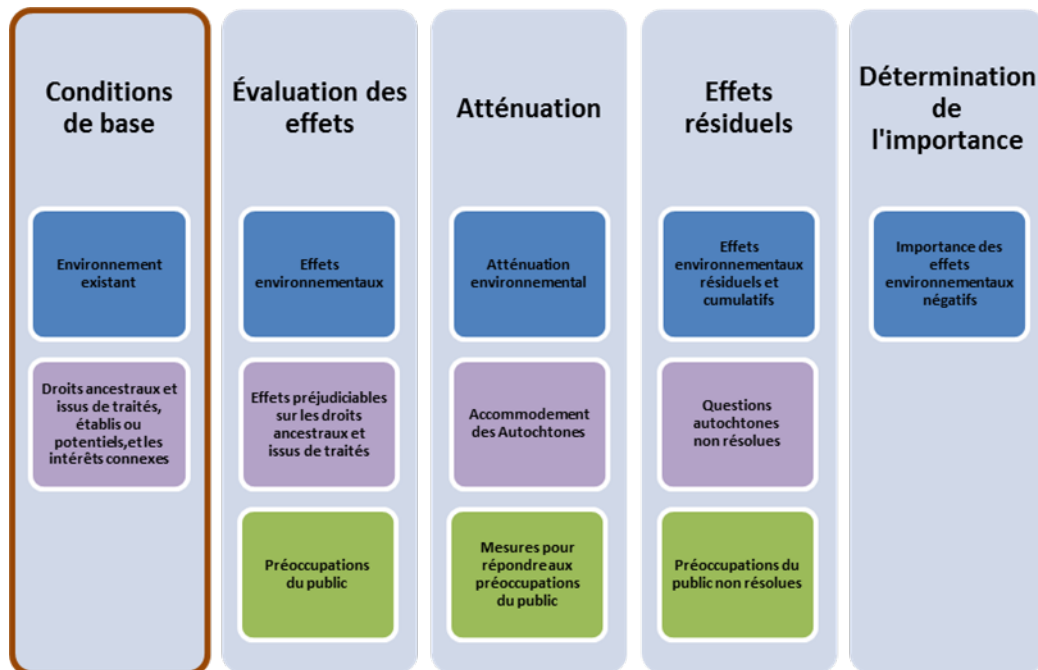 Conditions
de base
Environnement
existant
Droits ancestraux et
issus de traités,
établis ou
potentiels,et les
intérêts connexes
Évaluation des
effets
Effets
environnementaux
Effets préjudiciables
sur les droits
ancestraux et
issus de traités
Préoccupations
du public
Atténuation
Atténuation
environnemental
Accommodement
des Autochtones
Mesures pour
répondre aux
préoccupations
du public
Effets
résiduels
Effets
environnementaux
résiduels et
cumulatifs
Questions
autochtones
non résolues
Préoccupations du
public non résolues
Détermination
de
l'importance
Importance des
effets
environnementaux
négatifs